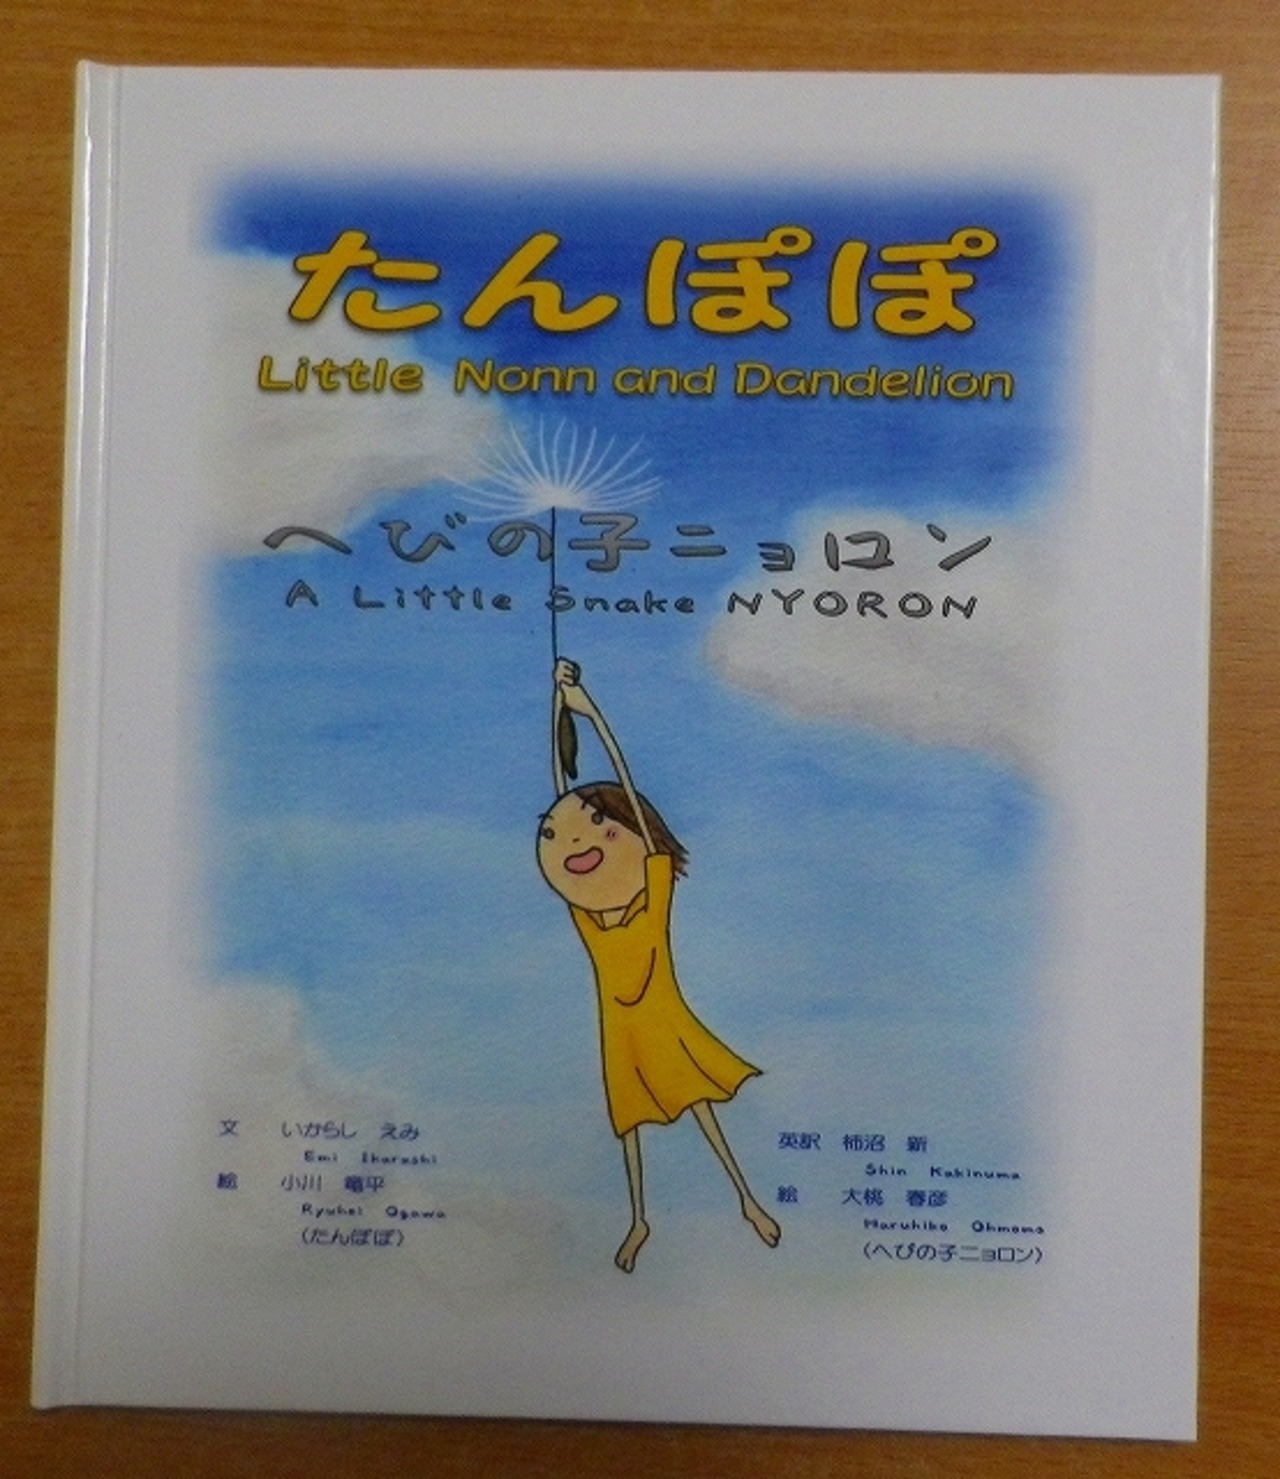 たんぽぽ
Little Nonn and Dandelion
へびの子ニョロン
A Little Snake NYORON
文 いからし えみ
Emi Ikarashi
絵 小川 竜平
Ryuhei Ogawa
(たんぽぽ)
英訳 柿沼 新
Shin Kakinuma
絵 大桃 春彦
Haruhiko Ohmomo
(へびの子ニョロン)